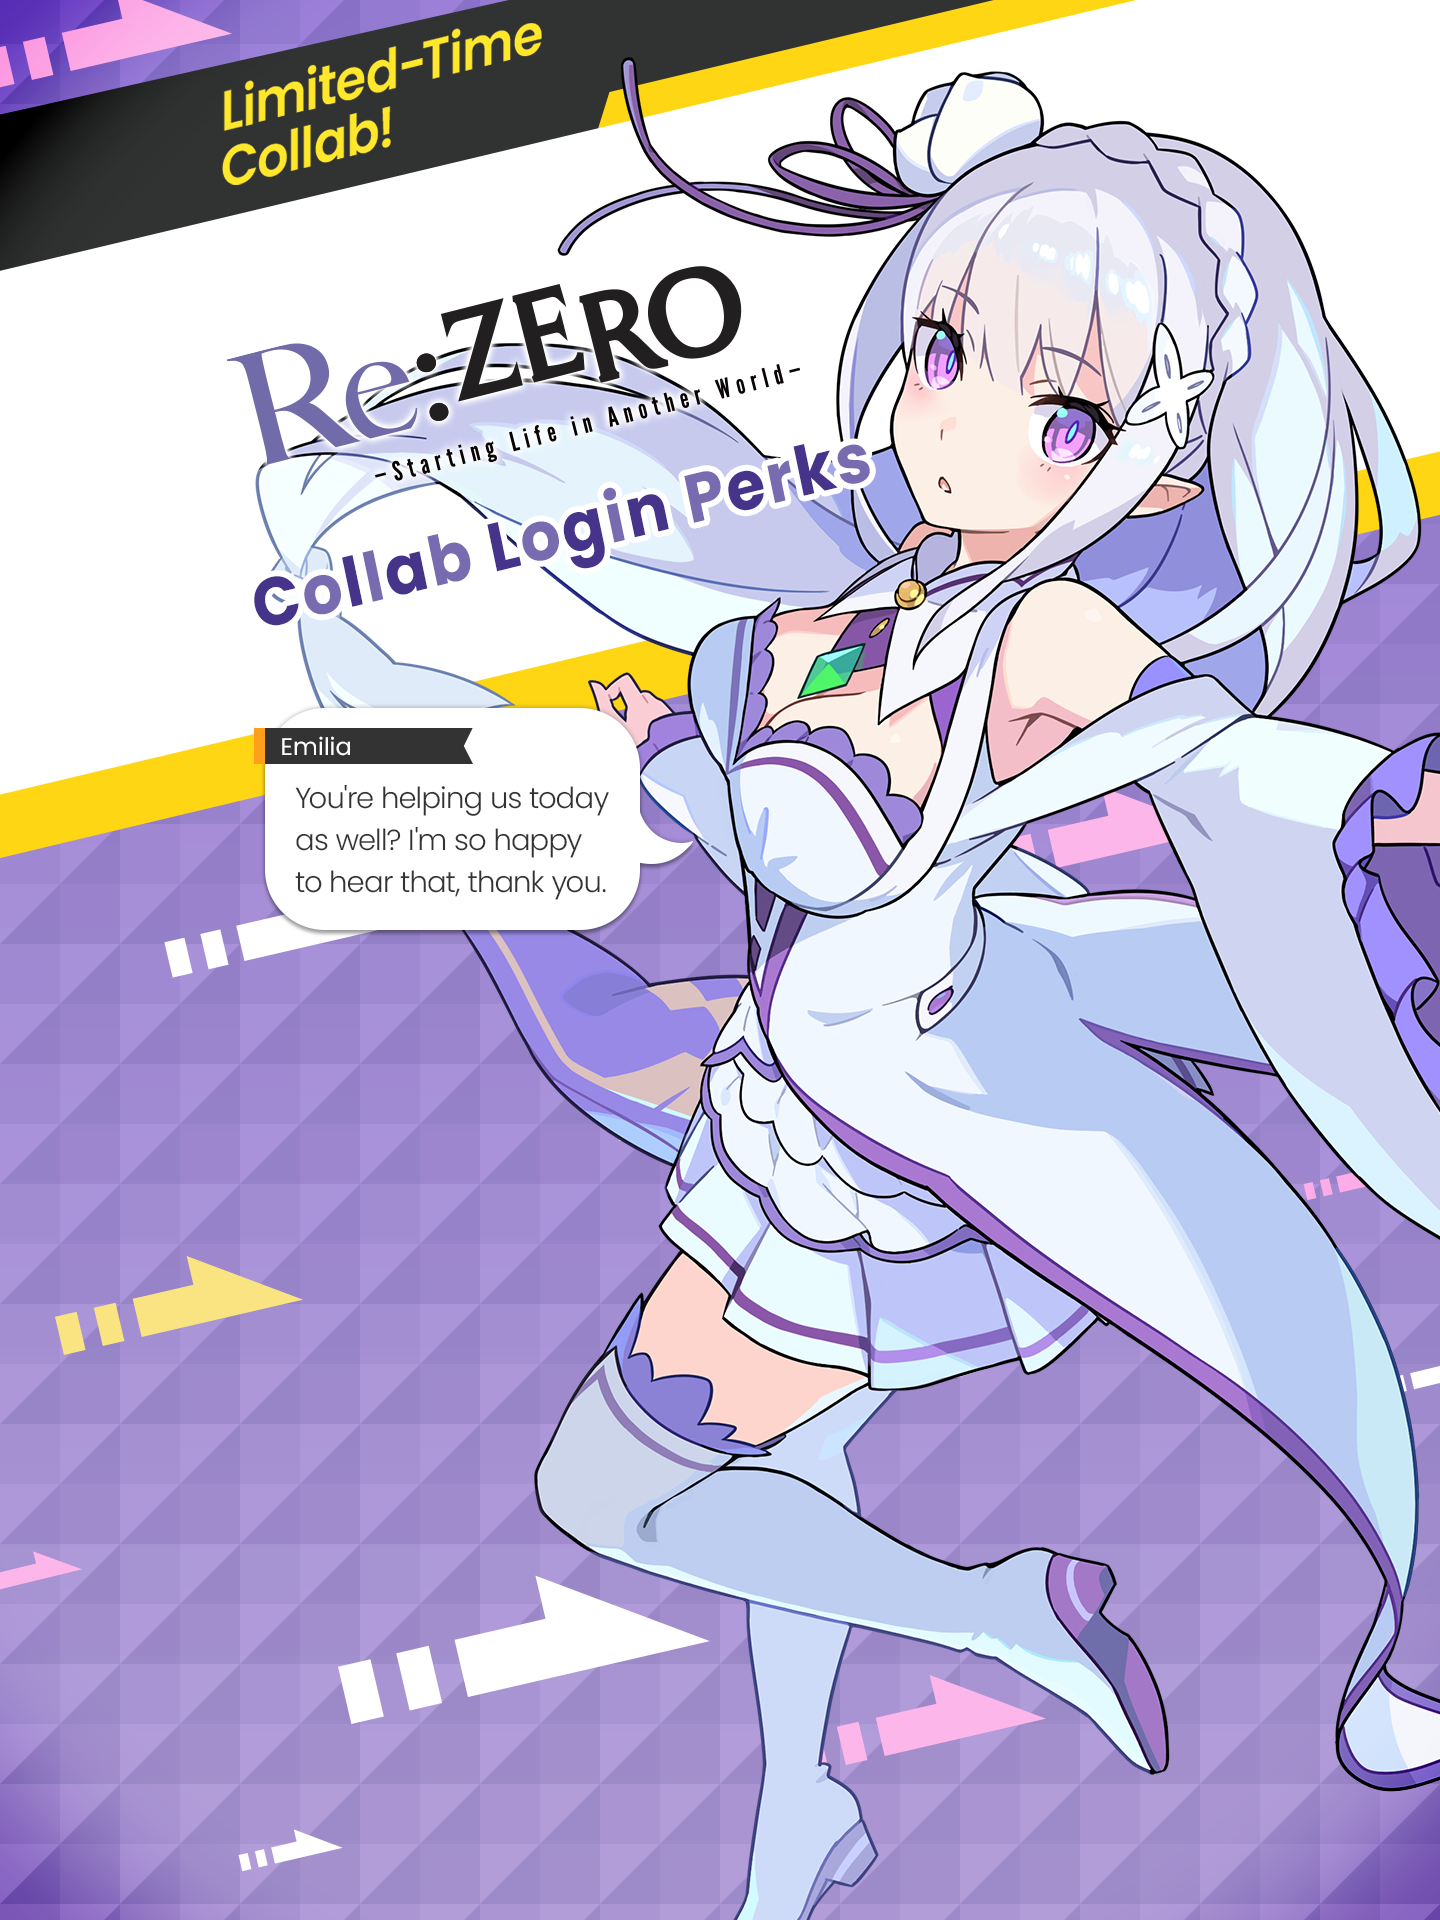 Limited-Time
Collab!
Re:ZERO
-Starting Life in Another World-
Collab Login Perks
Emilia
You're helping us today
as well? I'm so happy
to hear that, thank you.